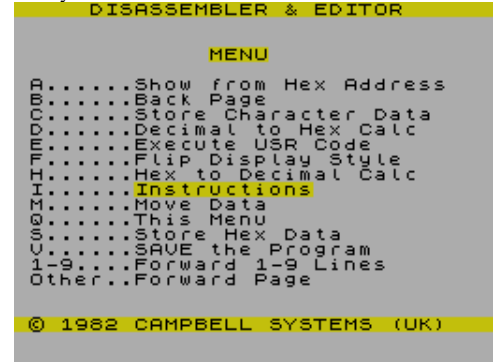 DISASSEMBLER & EDITOR
MENU
A......Show from Hex Address
B......Back Page
C......Store Character Data
D......Decimal to Hex Calc
E......Execute USR Code
F......Flip Display Style
H......Hex to Decimal Calc
I......Instructions
M......Move Data
Q......This Menu
S......Store Hex Data
V......SAVE the Program
1-9....Forward 1-9 Lines
Other..Forward Page
© 1982 CAMPBELL SYSTEMS (UK)